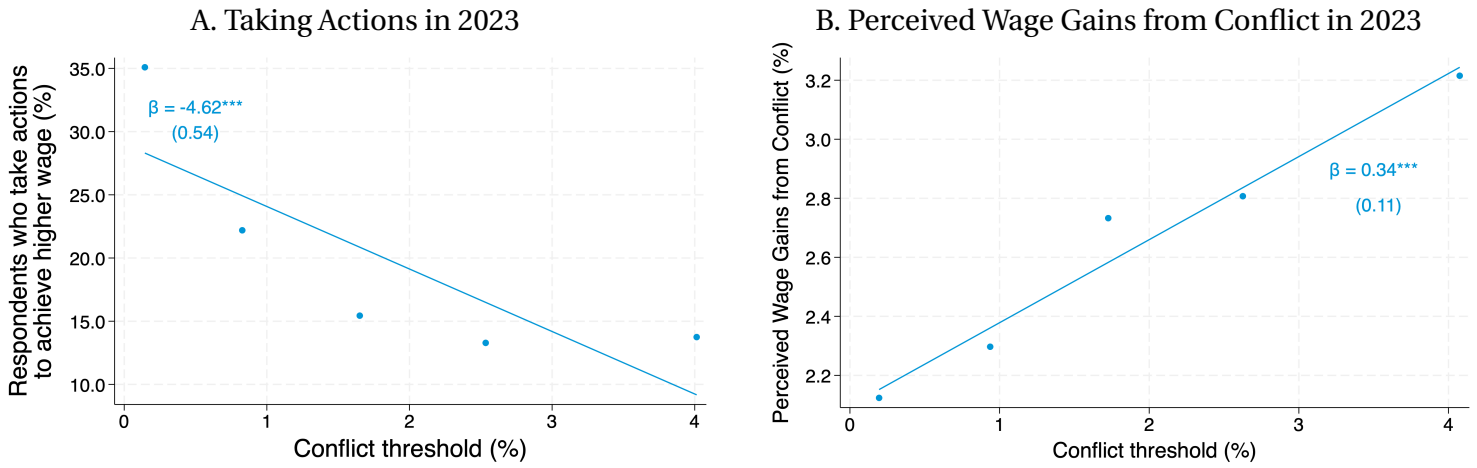 A. Taking Actions in 2023
Respondents who take actions
to achieve higher wage (%)
35.0
30.0
25.0
20.0
15.0
10.0
β = -4.62***
(0.54)
0
1
2
3
4
Conflict threshold (%)
B. Perceived Wage Gains from Conflict in 2023
Perceived Wage Gains from Conflict (%)
3.2
3.0
2.8
2.6
2.4
2.2
β = 0.34***
(0.11)
0
1
2
3
4
Conflict threshold (%)